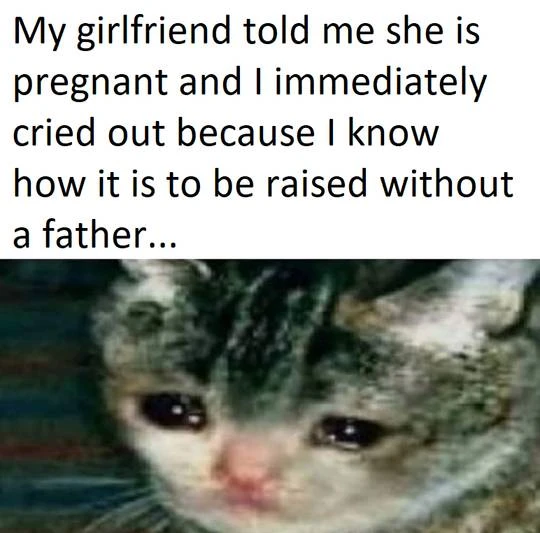 My girlfriend told me she is
pregnant and I immediately
cried out because I know
how it is to be raised without
a father...